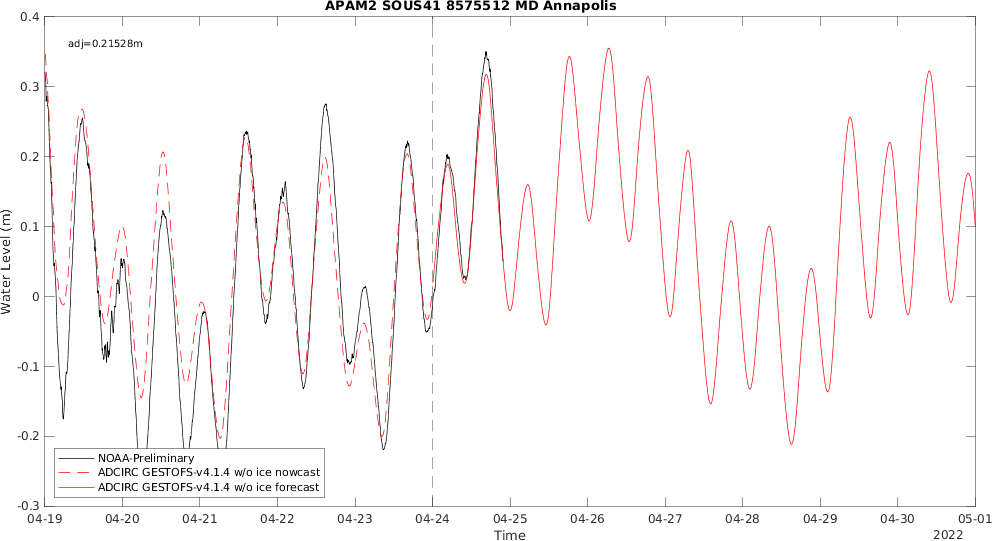 APAM2 SOUS41 8575512 MD Annapolis
adj=0.21528m
0.4
0.3
0.2
0.1
0
-0.1
-0.2
-0.3
Water Level (m)
NOAA-Preliminary
ADCIRC GESTOFS-v4.1.4 w/o ice nowcast
ADCIRC GESTOFS-v4.1.4 w/o ice forecast
04-19 04-20 04-21 04-22 04-23 04-24 04-25 04-26 04-27 04-28 04-29 04-30 05-01
Time
2022